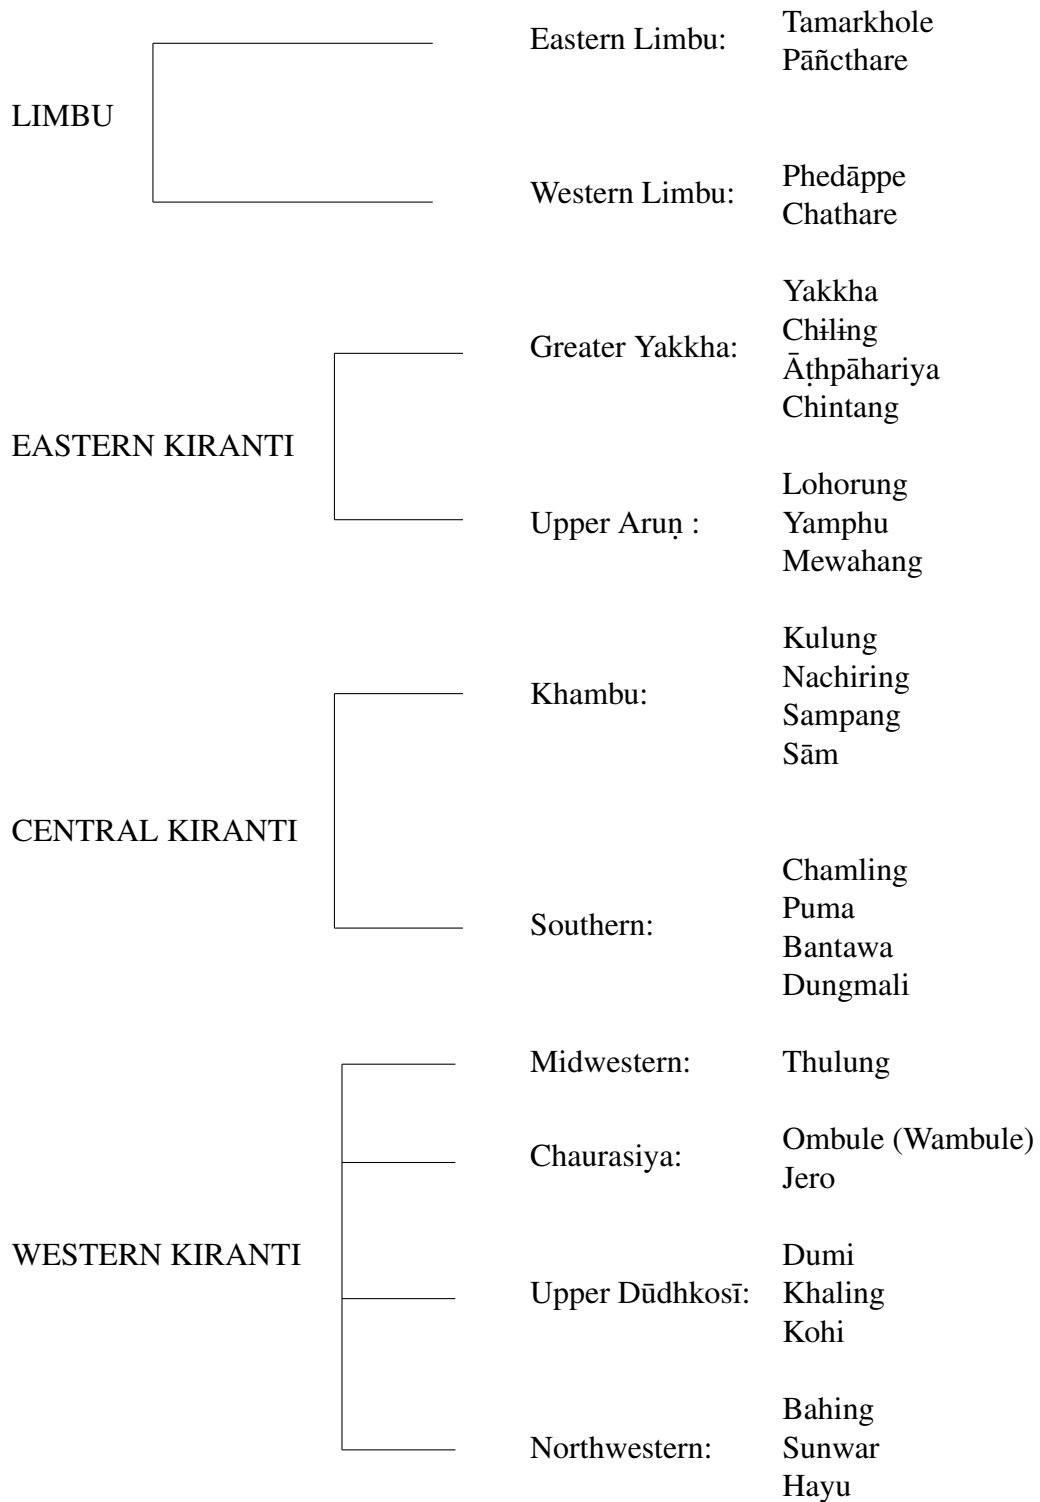 Eastern Limbu: Tamarkhole
Pāñcthare
LIMBU
Western Limbu: Phedāppe
Chathare
Yakkha
Greater Yakkha: Chɨlɨng
Āṭhpāhariya
Chintang
EASTERN KIRANTI
Lohorung
Upper Aruṇ : Yamphu
Mewahang
Kulung
Khambu: Nachiring
Sampang
Sām
CENTRAL KIRANTI
Chamling
Southern: Puma
Bantawa
Dungmali
Midwestern: Thulung
Chaurasiya: Ombule (Wambule)
Jero
WESTERN KIRANTI
Dumi
Upper Dūdhkosī: Khaling
Kohi
Bahing
Northwestern: Sunwar
Hayu